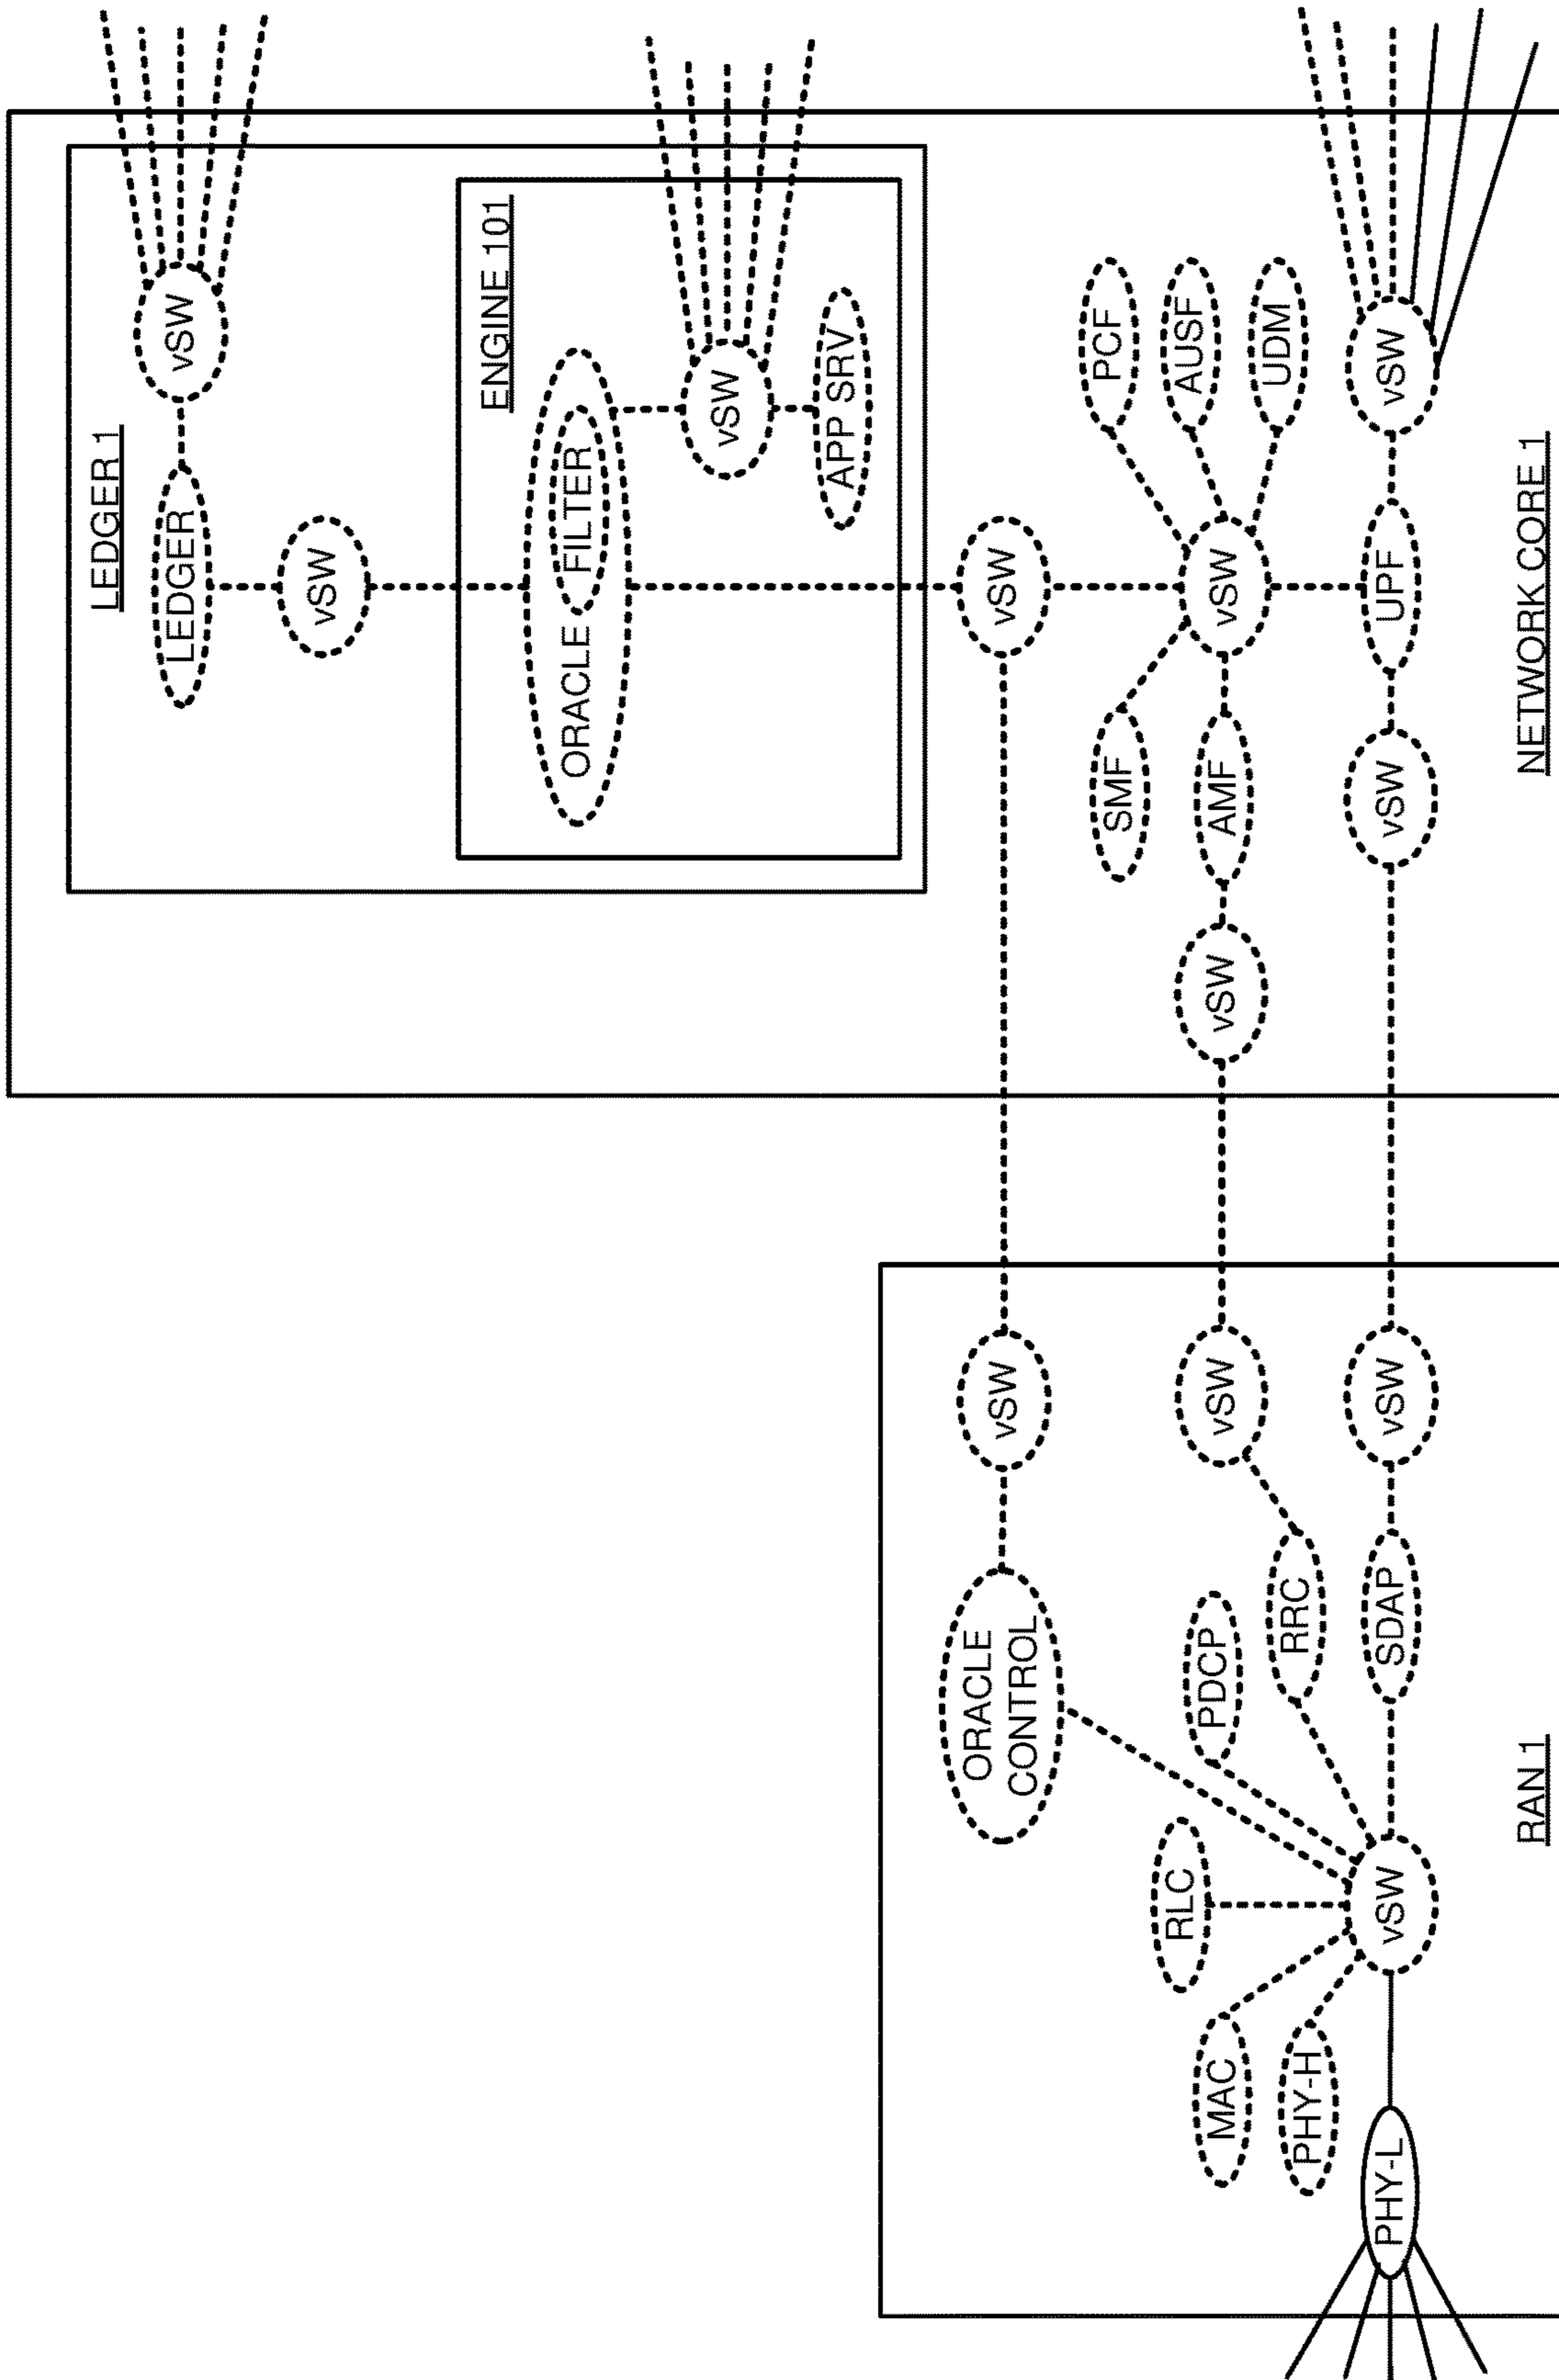 LEDGER 1
LEDGER
vSW
vSW
ENGINE 101
ORACLE
FILTER
vSW
APP SRV
ORACLE
CONTROL
vSW
vSW
SMF
PCF
RLC
AUSF
MAC
PDCP
vSW
vSW
AMF
vSW
PHY-H
RRC
UDM
PHY-L
vSW
SDAP
vSW
vSW
UPF
vSW
RAN 1
NETWORK CORE 1